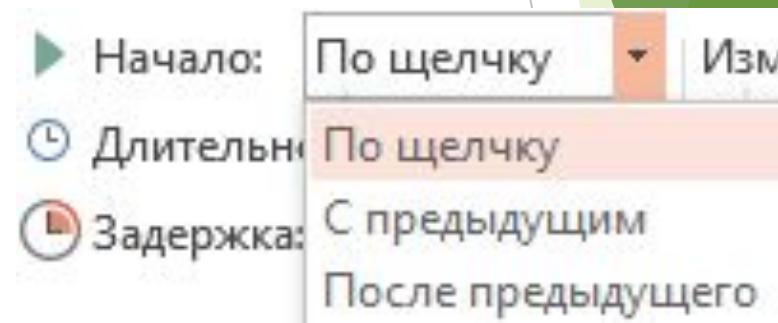 Начало: По щелчку Изм
Длительн По щелчку
С предыдущим
Задержка:
После предыдущего